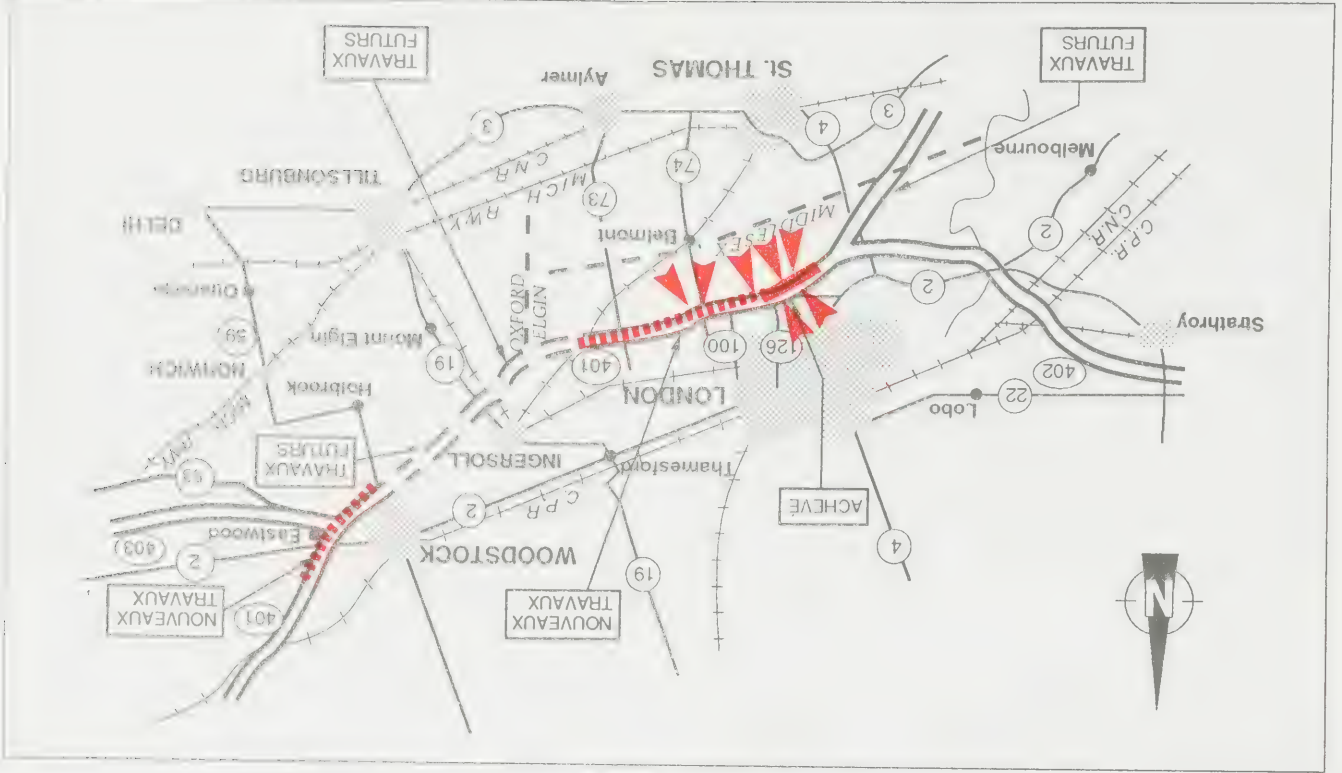 N
NOUVEAUX
TRAVAUX
401
NOUVEAUX
TRAVAUX
19
4
WOODSTOCK
2
403
Eastwood
ACHEVÉ
2
C.P.R.
53
Thamesford
INGERSOLL
TRAVAUX
FUTURS
Lobo
22
LONDON
Holbrook
NORWICH
402
401
19
126
100
Mount Elgin
59
Strathroy
OXFORD
ELGIN
2
C.P.R.
C.N.R.
2
MIDDLESEX
Belmont
DELHI
73
MICH
RWK
TILLSONBURG
74
C.N.R.
Melbourne
4
3
3
Aylmer
ST. THOMAS
TRAVAUX
FUTURS
TRAVAUX
FUTURS